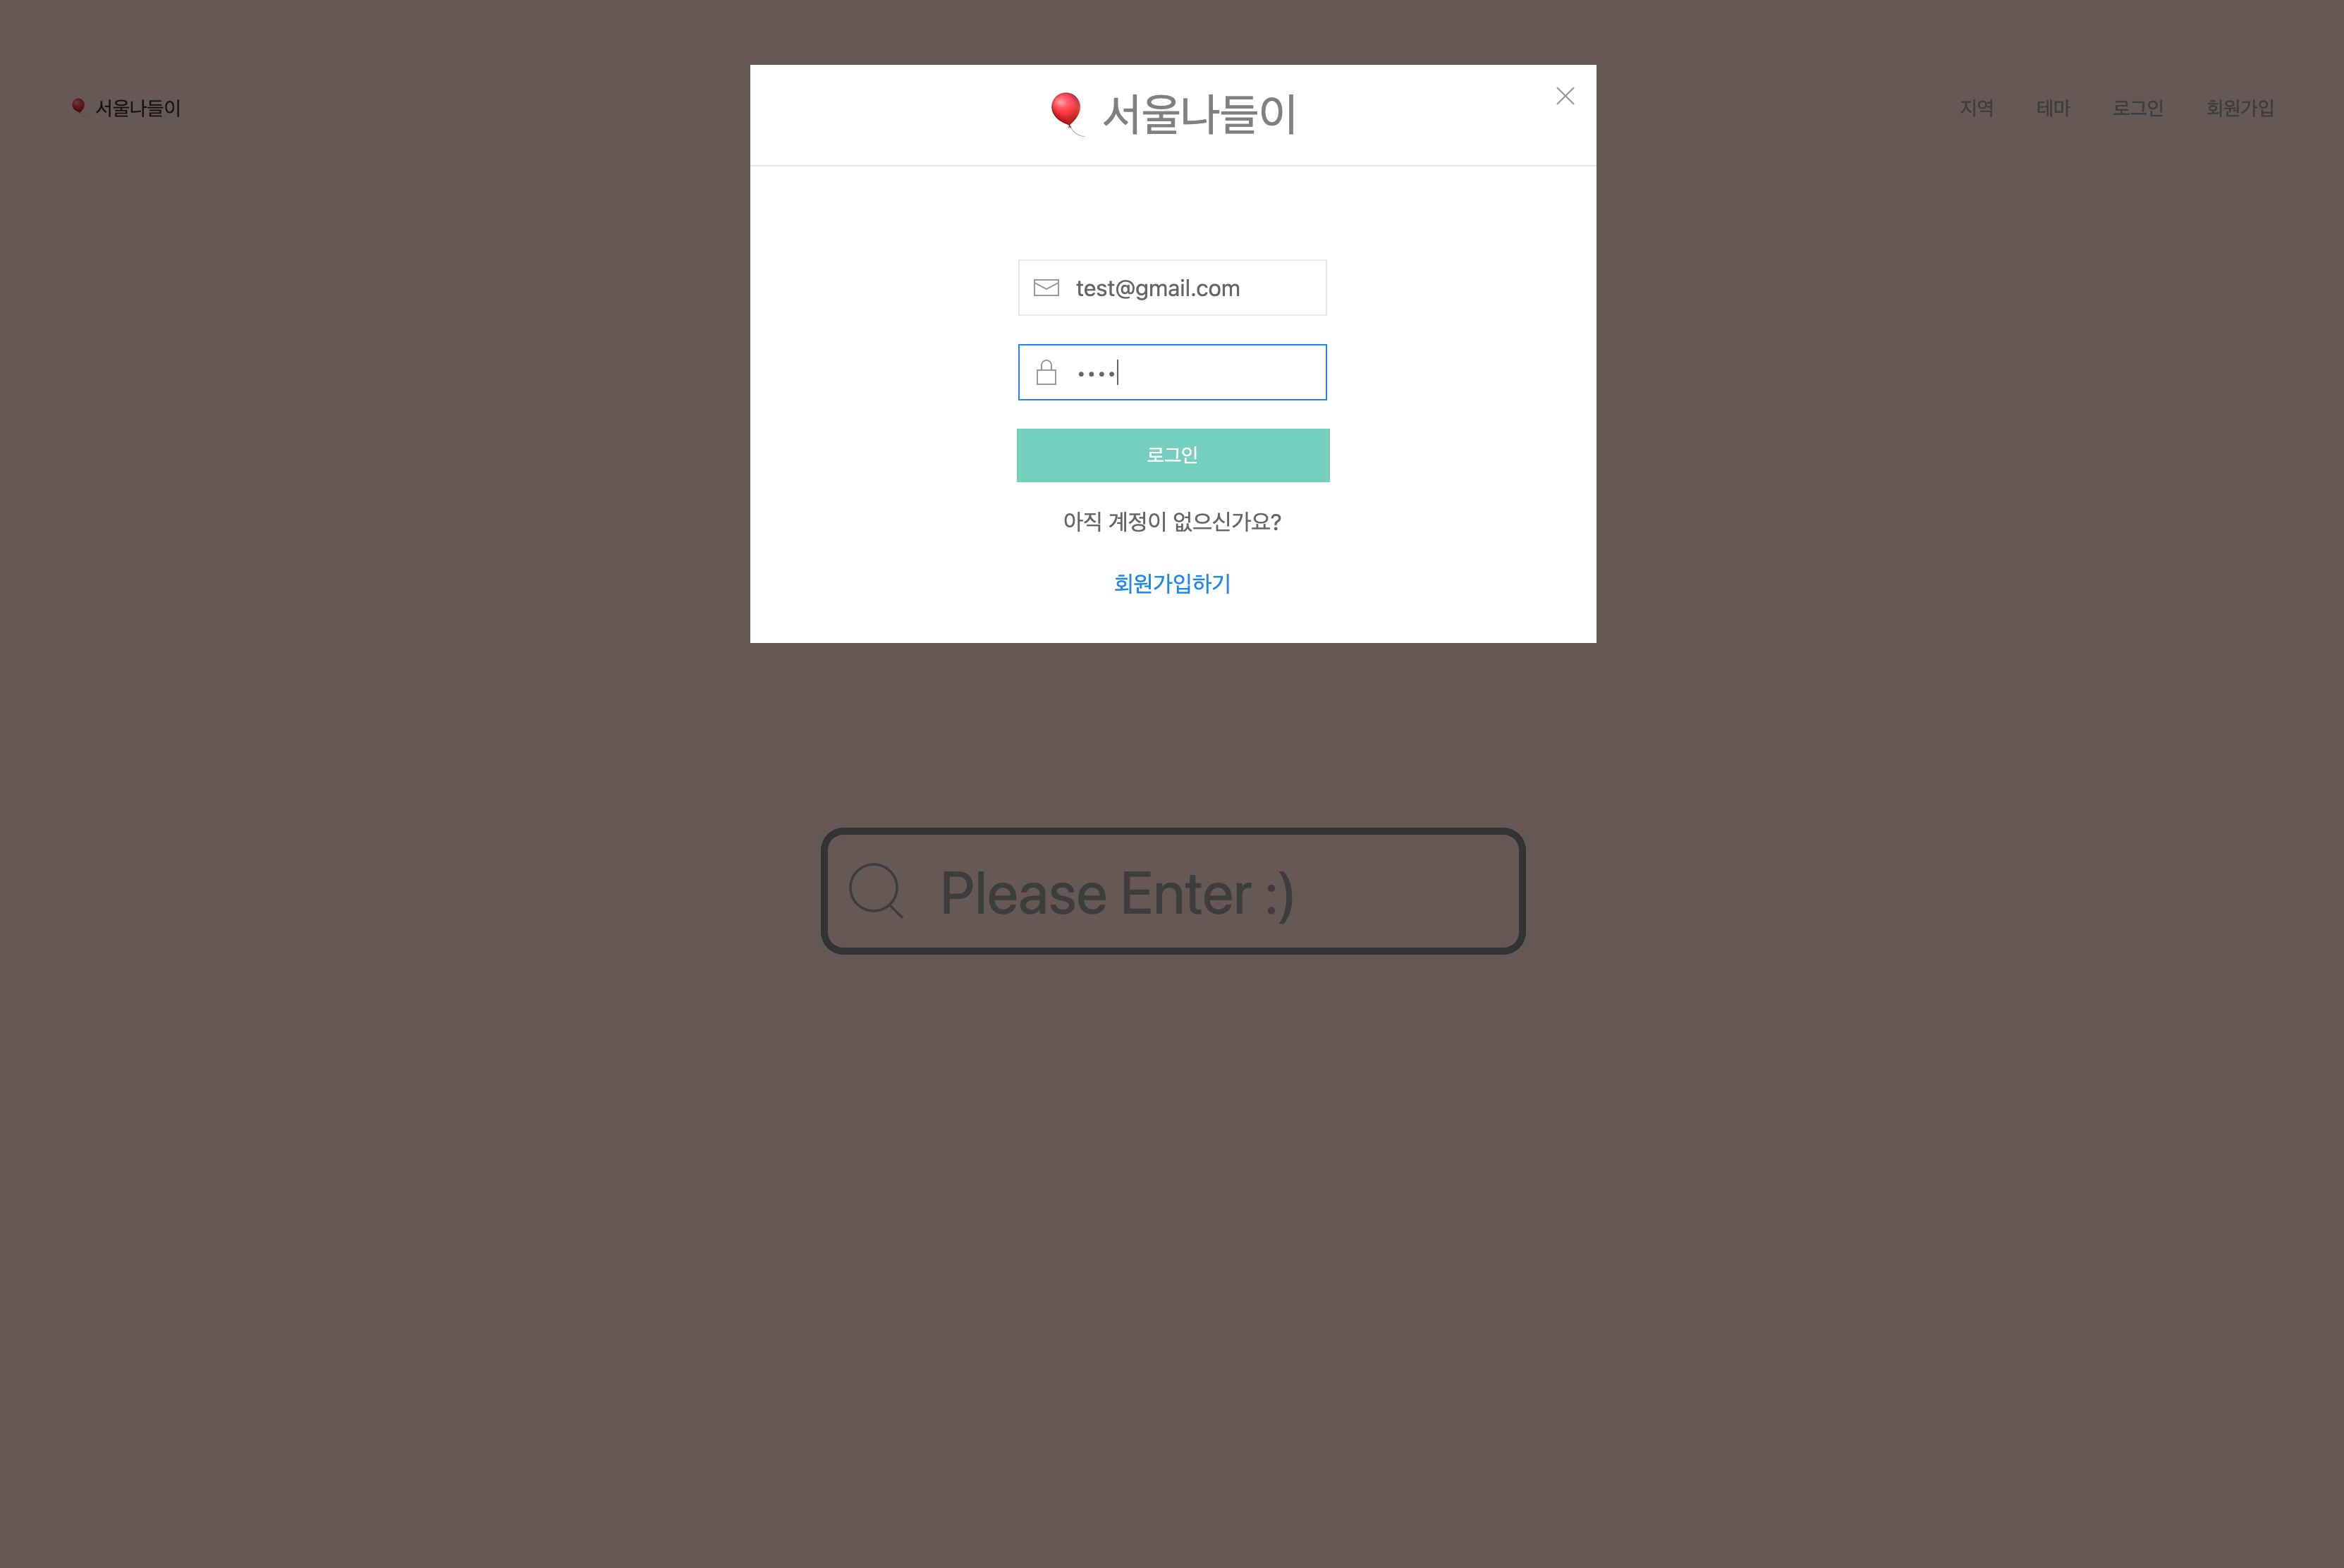 서울나들이
지역 테마 로그인 회원가입
서울나들이
test@gmail.com
••••
로그인
아직 계정이 없으신가요?
회원가입하기
Please Enter :)